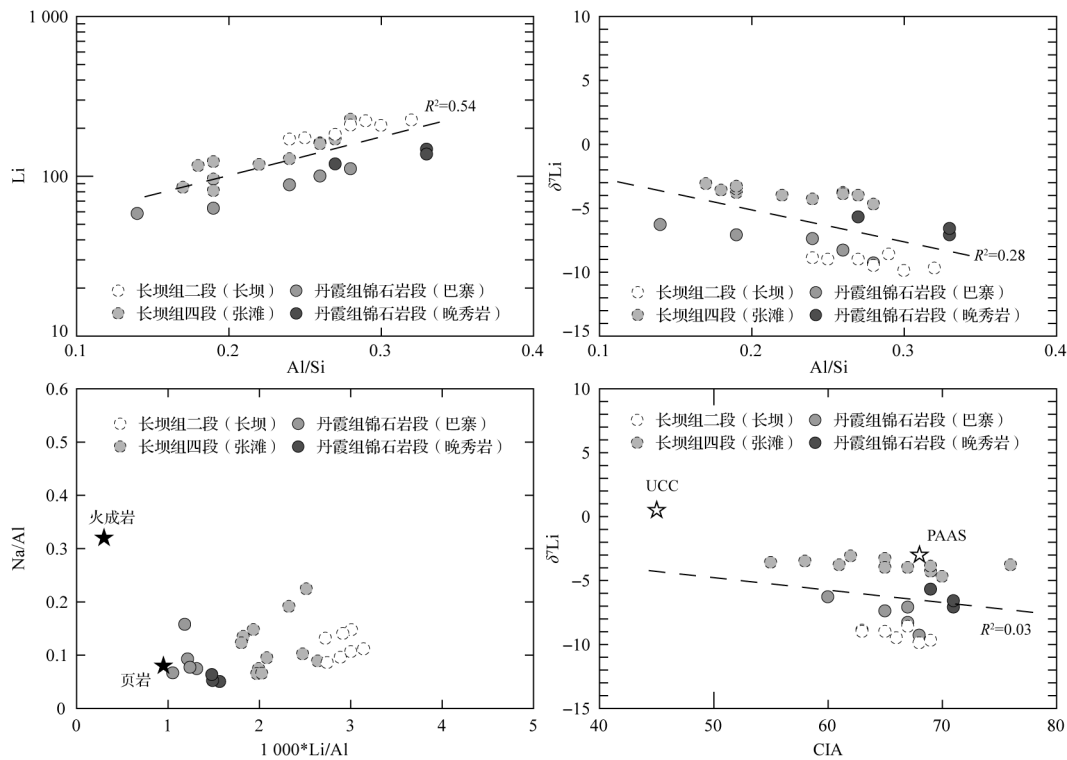 1 000
100
10
Li
R²=0.54
长坝组二段（长坝） 丹霞组锦石岩段（巴寨）
长坝组四段（张滩） 丹霞组锦石岩段（晚秀岩）
0.1 0.2 0.3 0.4
Al/Si
10
5
0
−5
−10
−15
δ⁷Li
R²=0.28
长坝组二段（长坝） 丹霞组锦石岩段（巴寨）
长坝组四段（张滩） 丹霞组锦石岩段（晚秀岩）
0.1 0.2 0.3 0.4
Al/Si
0.6
0.5
0.4
0.3
0.2
0.1
0
Na/Al
长坝组二段（长坝） 丹霞组锦石岩段（巴寨）
长坝组四段（张滩） 丹霞组锦石岩段（晚秀岩）
火成岩
页岩
0 1 2 3 4 5
1 000*Li/Al
10
5
0
−5
−10
−15
δ⁷Li
长坝组二段（长坝） 丹霞组锦石岩段（巴寨）
长坝组四段（张滩） 丹霞组锦石岩段（晚秀岩）
UCC
PAAS
R²=0.03
40 50 60 70 80
CIA